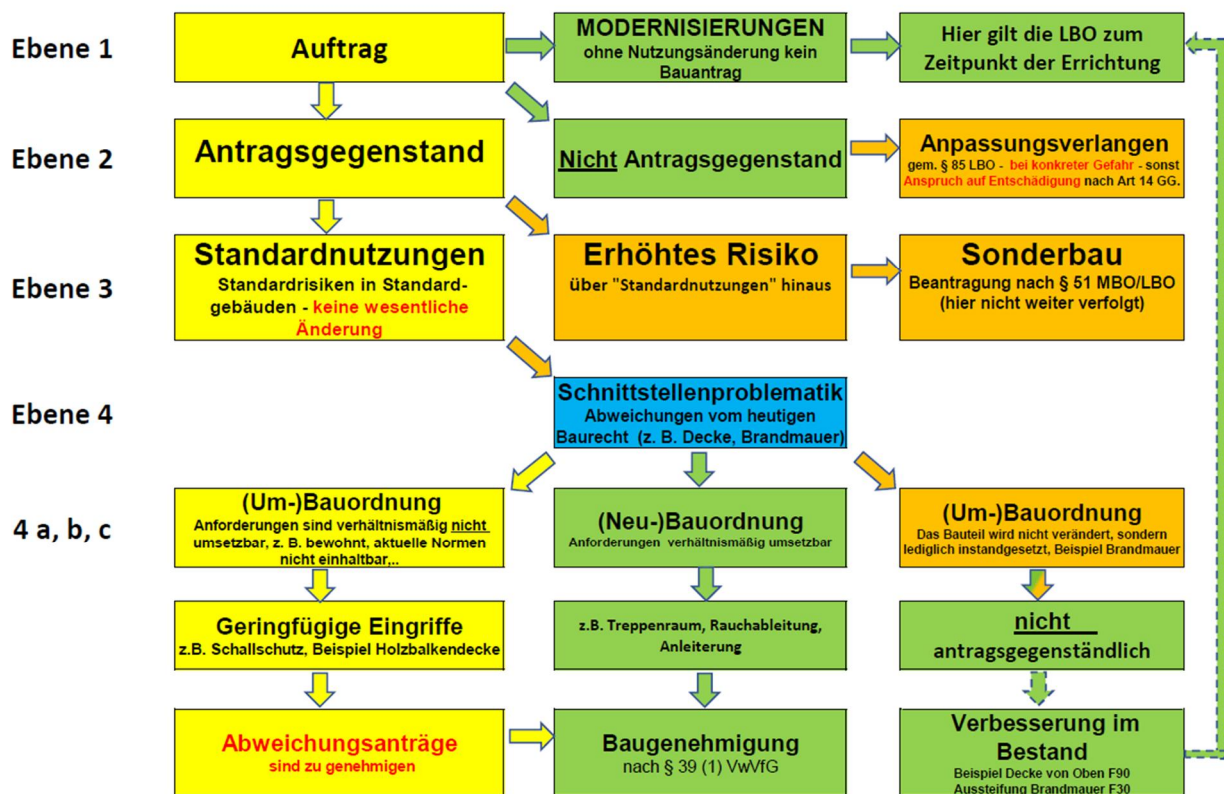 Ebene 1
Auftrag
MODERNISIERUNGEN
ohne Nutzungsänderung kein
Bauantrag
Hier gilt die LBO zum
Zeitpunkt der Errichtung
Ebene 2
Antragsgegenstand
Nicht Antragsgegenstand
Anpassungsverlangen
gem. § 85 LBO - bei konkreter Gefahr - sonst
Anspruch auf Entschädigung nach Art 14 GG.
Ebene 3
Standardnutzungen
Standardrisiken in Standard-
gebäuden - keine wesentliche
Änderung
Erhöhtes Risiko
über "Standardnutzungen" hinaus
Sonderbau
Beantragung nach § 51 MBO/LBO
(hier nicht weiter verfolgt)
Ebene 4
Schnittstellenproblematik
Abweichungen vom heutigen
Baurecht (z. B. Decke, Brandmauer)
4 a, b, c
(Um-)Bauordnung
Anforderungen sind verhältnismäßig nicht
umsetzbar, z. B. bewohnt, aktuelle Normen
nicht einhaltbar,..
(Neu-)Bauordnung
Anforderungen verhältnismäßig umsetzbar
(Um-)Bauordnung
Das Bauteil wird nicht verändert, sondern
lediglich instandgesetzt, Beispiel Brandmauer
Geringfügige Eingriffe
z.B. Schallschutz, Beispiel Holzbalkendecke
z.B. Treppenraum, Rauchableitung,
Anleiterung
nicht
antragsgegenständlich
Abweichungsanträge
sind zu genehmigen
Baugenehmigung
nach § 39 (1) VwVfG
Verbesserung im
Bestand
Beispiel Decke von Oben F90
Aussteifung Brandmauer F30